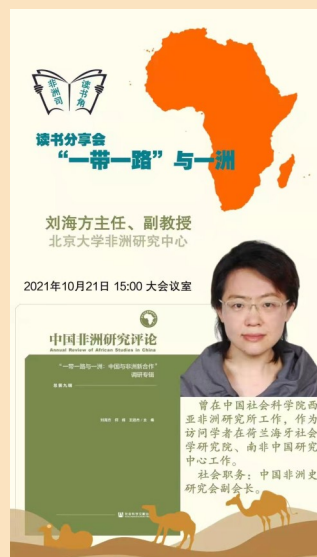 非洲司
读书角
读书分享会
“一带一路”与一洲
刘海方主任、副教授
北京大学非洲研究中心
2021年10月21日 15:00 大会议室
中国非洲研究评论
Annual Review of African Studies in China
“一带一路与一洲：中国与非洲新合作”
调研专辑
总第九辑
曾在中国社会科学院西
亚非洲研究所工作，作为
访问学者在荷兰海牙社会
学研究院、南非中国研究
中心工作。
社会职务：中国非洲史
研究会副会长。